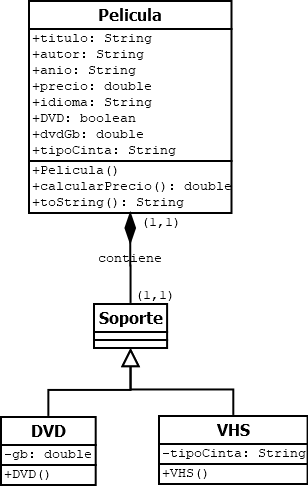 Pelicula
+titulo: String
+autor: String
+anio: String
+precio: double
+idioma: String
+DVD: boolean
+dvdGb: double
+tipoCinta: String
+Pelicula()
+calcularPrecio(): double
+toString(): String
(1,1)
contiene
(1,1)
Soporte
DVD
-gb: double
+DVD()
VHS
-tipoCinta: String
+VHS()